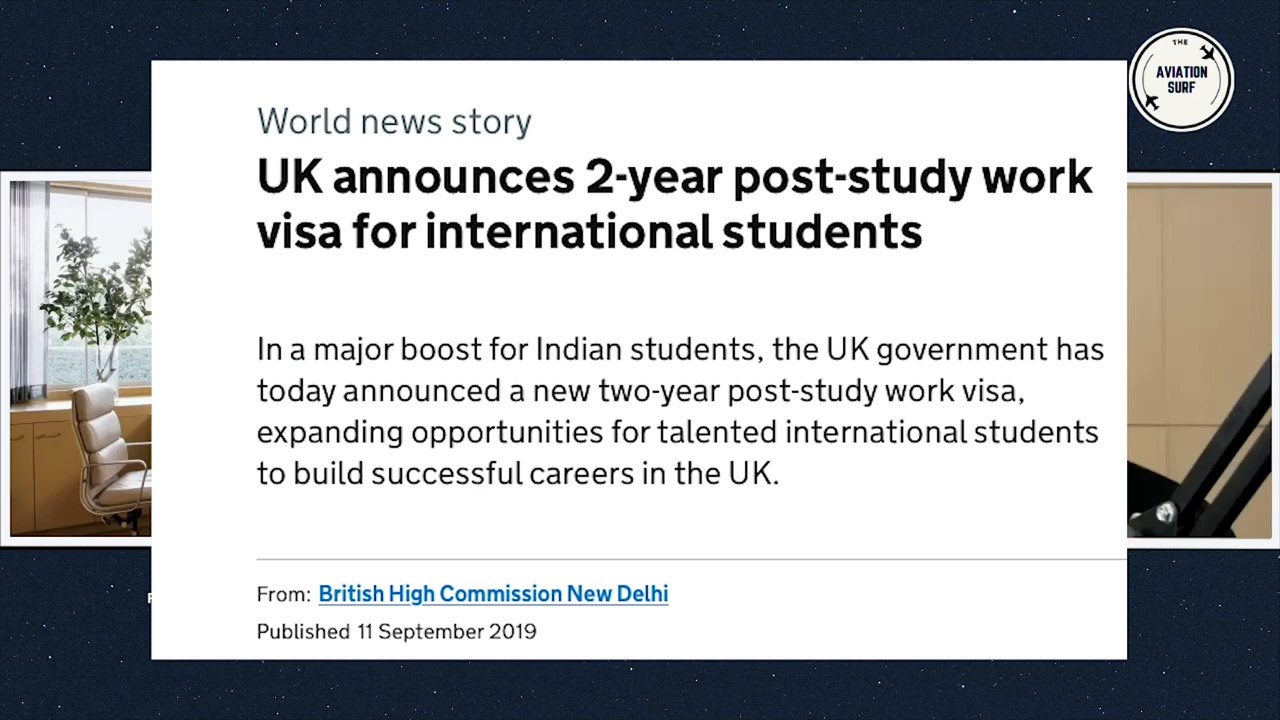 THE
AVIATION
SURF
World news story
UK announces 2-year post-study work
visa for international students
In a major boost for Indian students, the UK government has
today announced a new two-year post-study work visa,
expanding opportunities for talented international students
to build successful careers in the UK.
From: British High Commission New Delhi
Published 11 September 2019